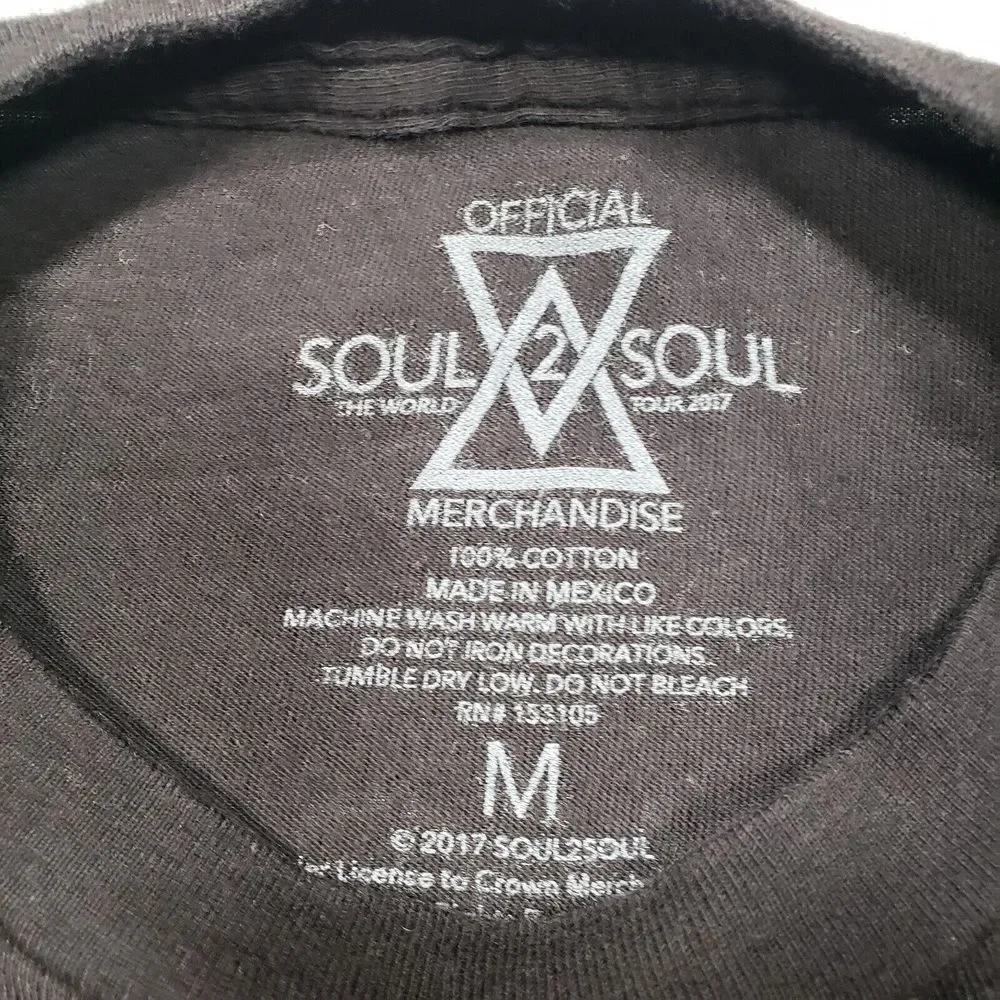 OFFICIAL
SOUL 2 SOUL
THE WORLD TOUR 2017
MERCHANDISE
100% COTTON
MADE IN MEXICO
MACHINE WASH WARM WITH LIKE COLORS.
DO NOT IRON DECORATIONS.
TUMBLE DRY LOW. DO NOT BLEACH
RN# 153105
M
© 2017 SOUL2SOUL
License to Crown Merch